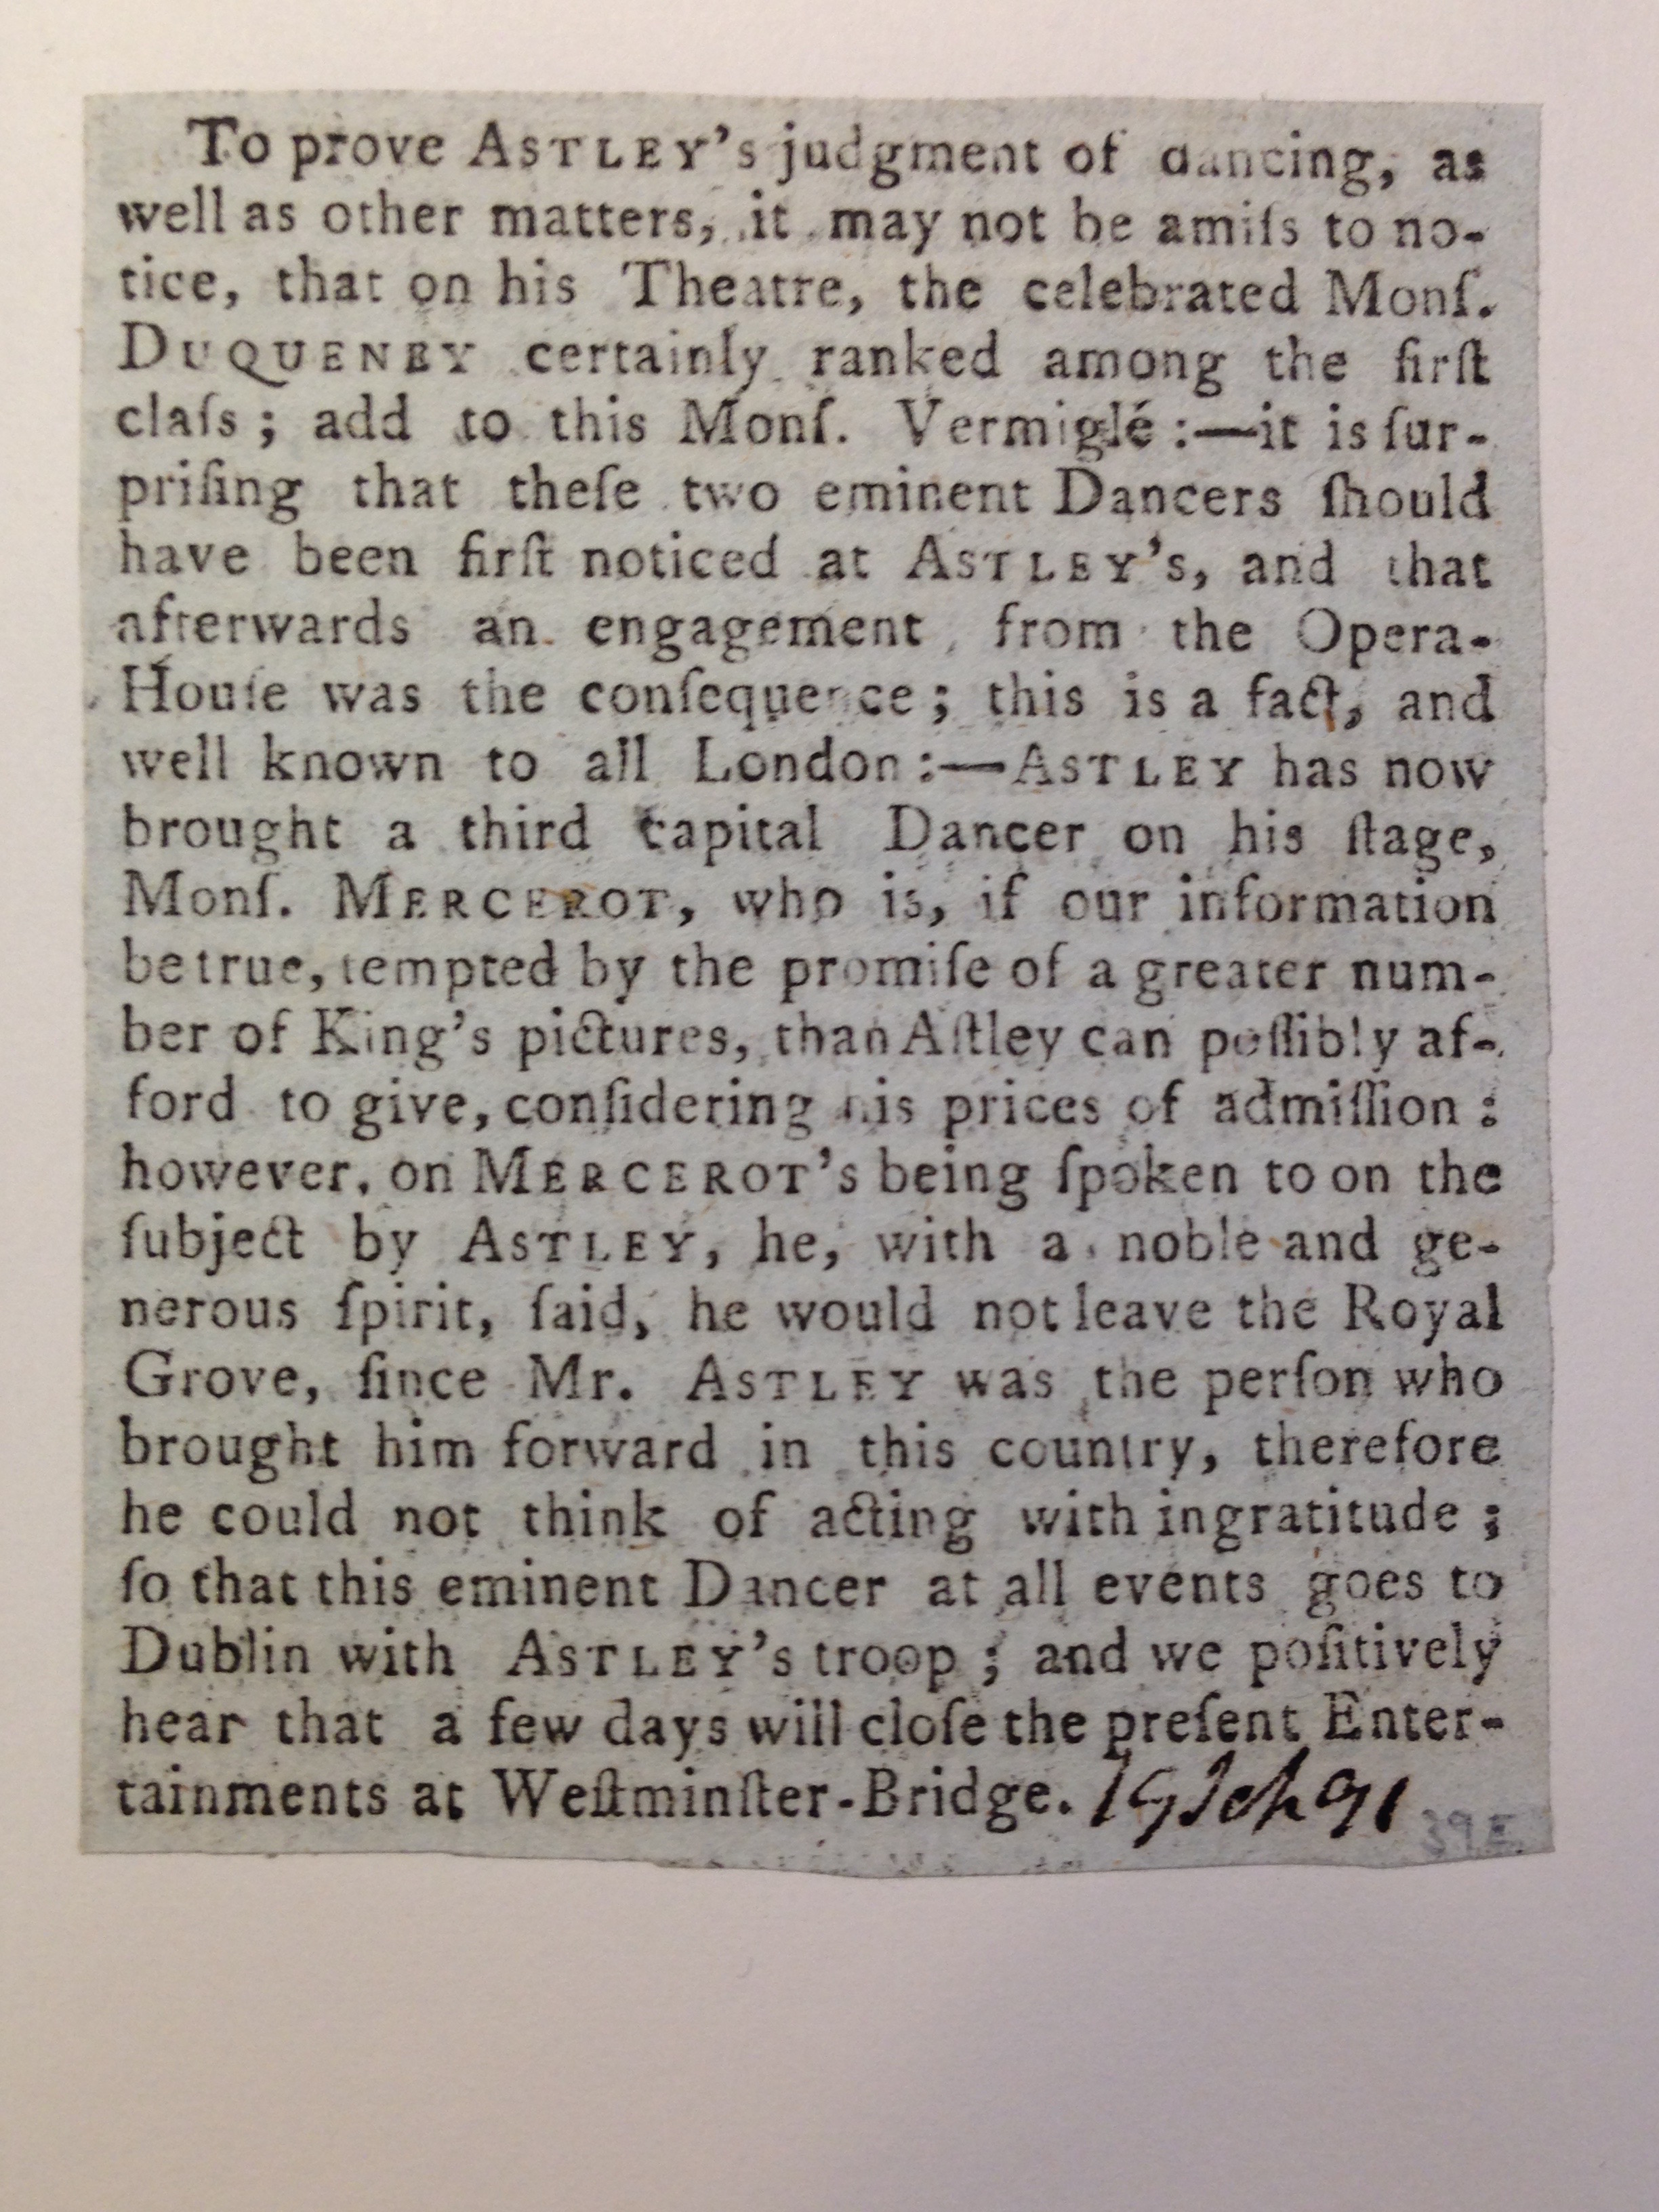 To prove ASTLEY's judgment of dancing, as
well as other matters, it may not be amiſs to no-
tice, that on his Theatre, the celebrated Monſ.
DUQUENEY certainly ranked among the firſt
claſs; add to this Monſ. Vermiglé:—it is ſur-
priſing that theſe two eminent Dancers ſhould
have been firſt noticed at ASTLEY's, and that
afterwards an engagement from the Opera-
Houſe was the conſequence; this is a fact, and
well known to all London:—ASTLEY has now
brought a third capital Dancer on his ſtage,
Monſ. MERCEROT, who is, if our information
be true, tempted by the promiſe of a greater num-
ber of King's pictures, than Aſtley can poſſibly af-
ford to give, conſidering his prices of admiſſion:
however, on MERCEROT's being ſpoken to on the
ſubject by ASTLEY, he, with a noble and ge-
nerous ſpirit, ſaid, he would not leave the Royal
Grove, ſince Mr. ASTLEY was the perſon who
brought him forward in this country, therefore
he could not think of acting with ingratitude;
ſo that this eminent Dancer at all events goes to
Dublin with ASTLEY's troop; and we poſitively
hear that a few days will cloſe the preſent Enter-
tainments at Weſtminſter-Bridge. 91
39E.